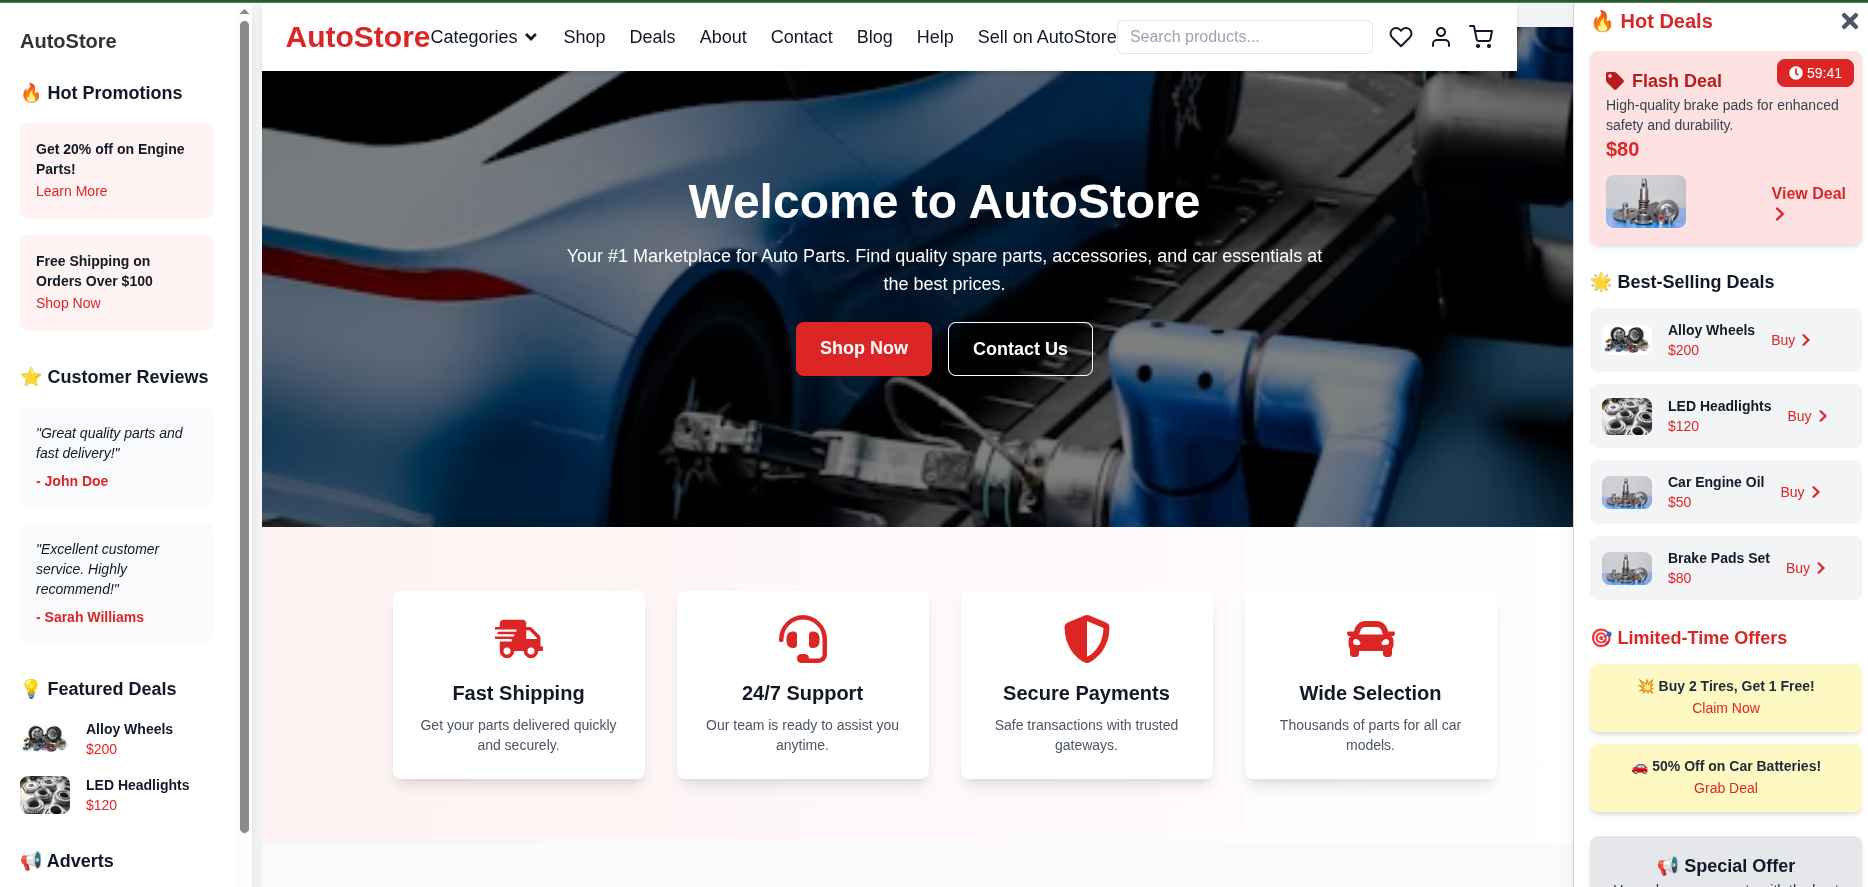 AutoStore
🔥 Hot Promotions
Get 20% off on Engine
Parts!
Learn More
Free Shipping on
Orders Over $100
Shop Now
⭐ Customer Reviews
"Great quality parts and
fast delivery!"
- John Doe
"Excellent customer
service. Highly
recommend!"
- Sarah Williams
💡 Featured Deals
Alloy Wheels
$200
LED Headlights
$120
📢 Adverts
AutoStore
Categories
Shop
Deals
About
Contact
Blog
Help
Sell on AutoStore
Search products...
Welcome to AutoStore
Your #1 Marketplace for Auto Parts. Find quality spare parts, accessories, and car essentials at
the best prices.
Shop Now
Contact Us
Fast Shipping
Get your parts delivered quickly
and securely.
24/7 Support
Our team is ready to assist you
anytime.
Secure Payments
Safe transactions with trusted
gateways.
Wide Selection
Thousands of parts for all car
models.
🔥 Hot Deals
Flash Deal
59:41
High-quality brake pads for enhanced
safety and durability.
$80
View Deal
🌟 Best-Selling Deals
Alloy Wheels
$200
Buy
LED Headlights
$120
Buy
Car Engine Oil
$50
Buy
Brake Pads Set
$80
Buy
🎯 Limited-Time Offers
💥 Buy 2 Tires, Get 1 Free!
Claim Now
🚗 50% Off on Car Batteries!
Grab Deal
📢 Special Offer